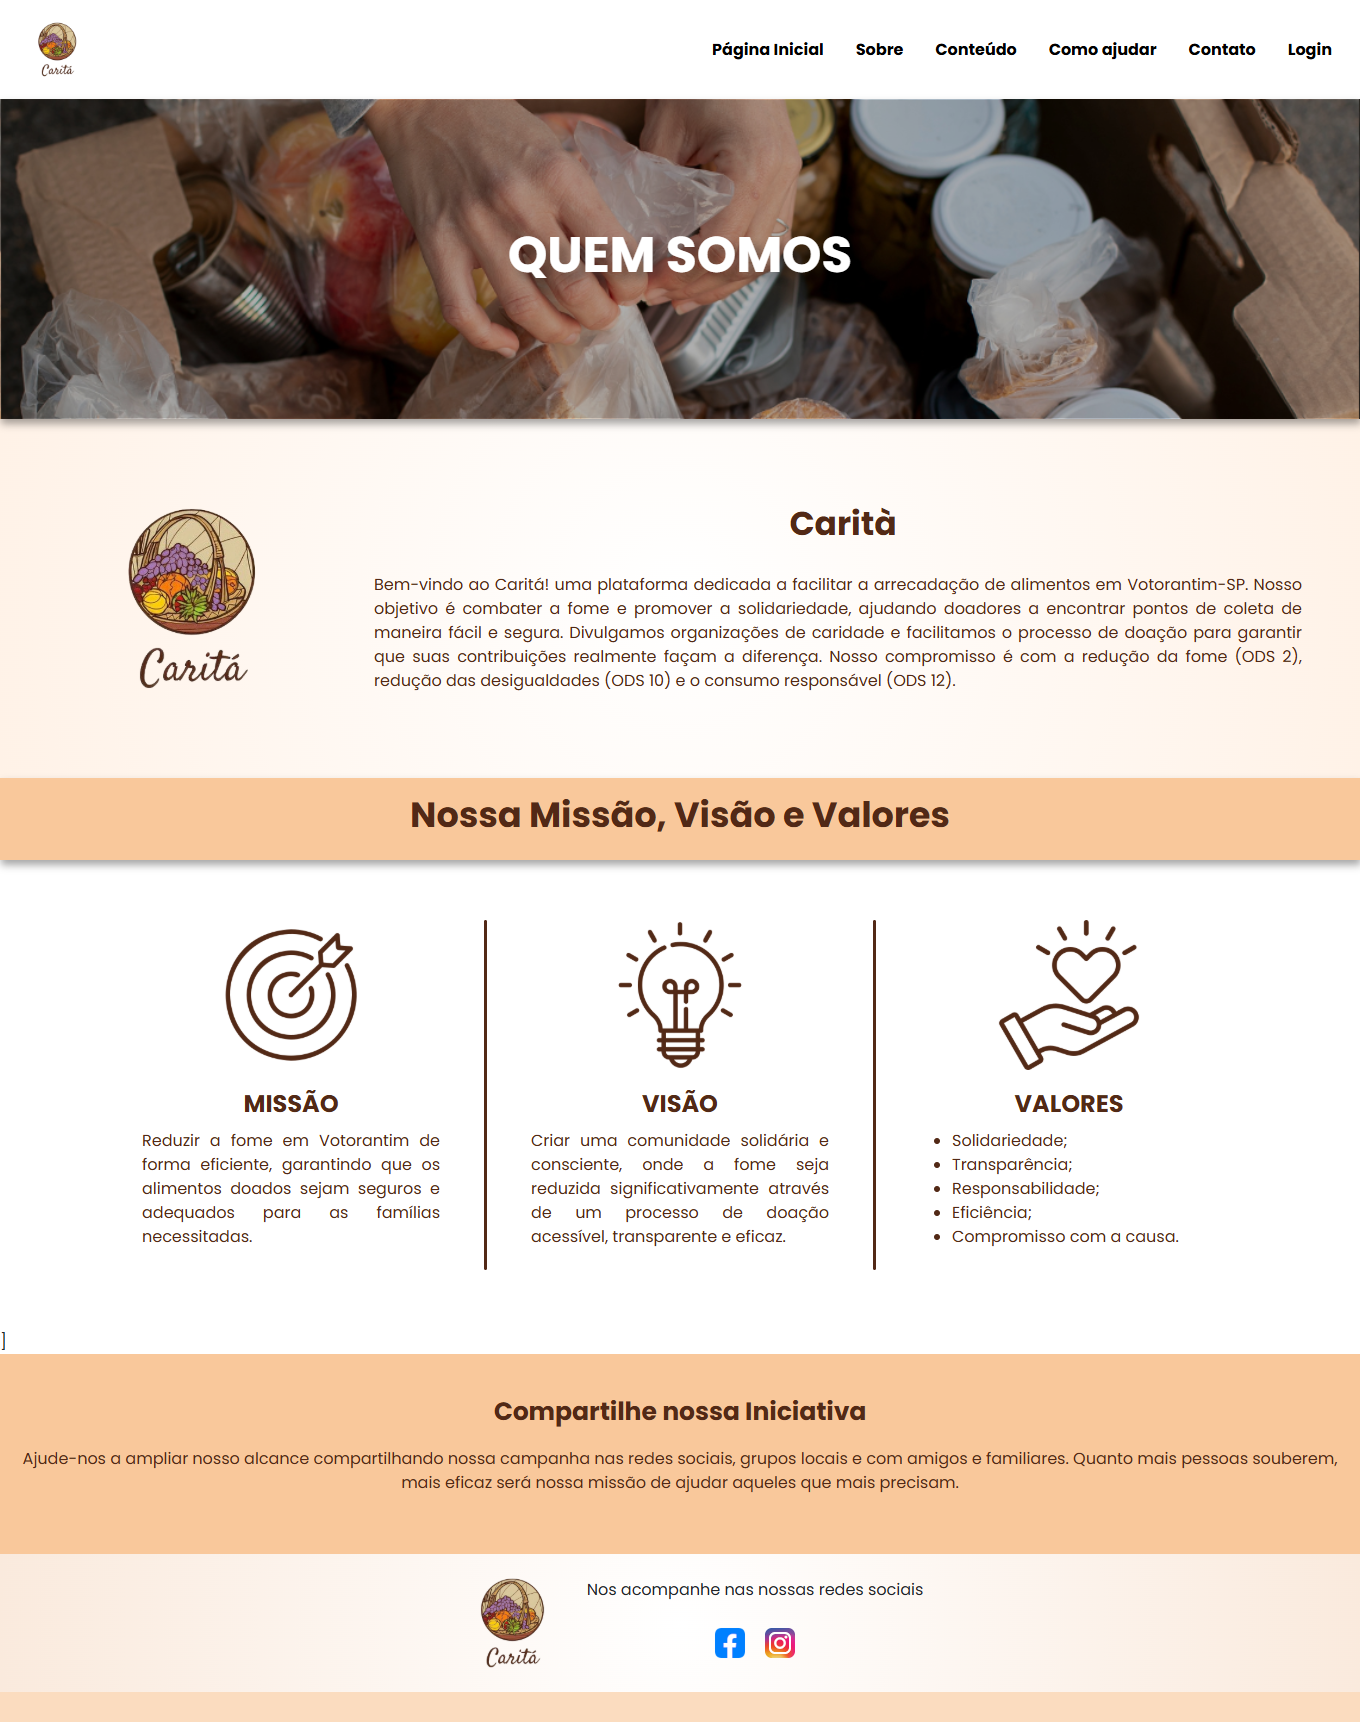 Caritá
Página Inicial Sobre Conteúdo Como ajudar Contato Login
QUEM SOMOS
Caritá
Carità
Bem-vindo ao Caritá! uma plataforma dedicada a facilitar a arrecadação de alimentos em Votorantim-SP. Nosso
objetivo é combater a fome e promover a solidariedade, ajudando doadores a encontrar pontos de coleta de
maneira fácil e segura. Divulgamos organizações de caridade e facilitamos o processo de doação para garantir
que suas contribuições realmente façam a diferença. Nosso compromisso é com a redução da fome (ODS 2),
redução das desigualdades (ODS 10) e o consumo responsável (ODS 12).
Nossa Missão, Visão e Valores
MISSÃO
Reduzir a fome em Votorantim de
forma eficiente, garantindo que os
alimentos doados sejam seguros e
adequados para as famílias
necessitadas.
VISÃO
Criar uma comunidade solidária e
consciente, onde a fome seja
reduzida significativamente através
de um processo de doação
acessível, transparente e eficaz.
VALORES
• Solidariedade;
• Transparência;
• Responsabilidade;
• Eficiência;
• Compromisso com a causa.
]
Compartilhe nossa Iniciativa
Ajude-nos a ampliar nosso alcance compartilhando nossa campanha nas redes sociais, grupos locais e com amigos e familiares. Quanto mais pessoas souberem,
mais eficaz será nossa missão de ajudar aqueles que mais precisam.
Caritá
Nos acompanhe nas nossas redes sociais